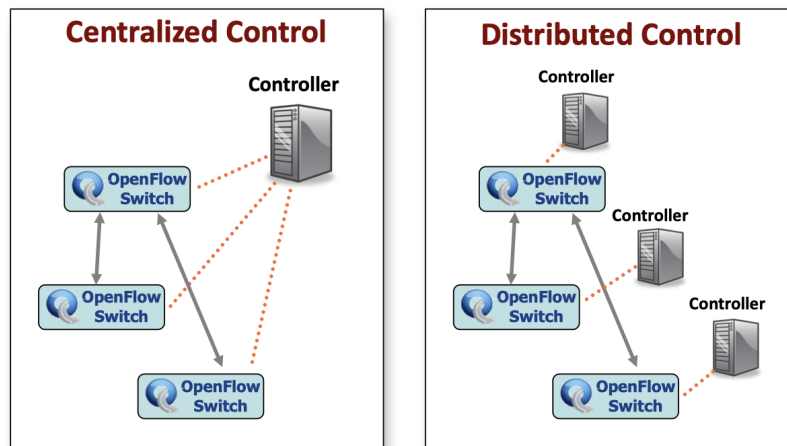 Centralized Control
Controller
OpenFlow
Switch
OpenFlow
Switch
OpenFlow
Switch
Distributed Control
Controller
OpenFlow
Switch
Controller
OpenFlow
Switch
Controller
OpenFlow
Switch